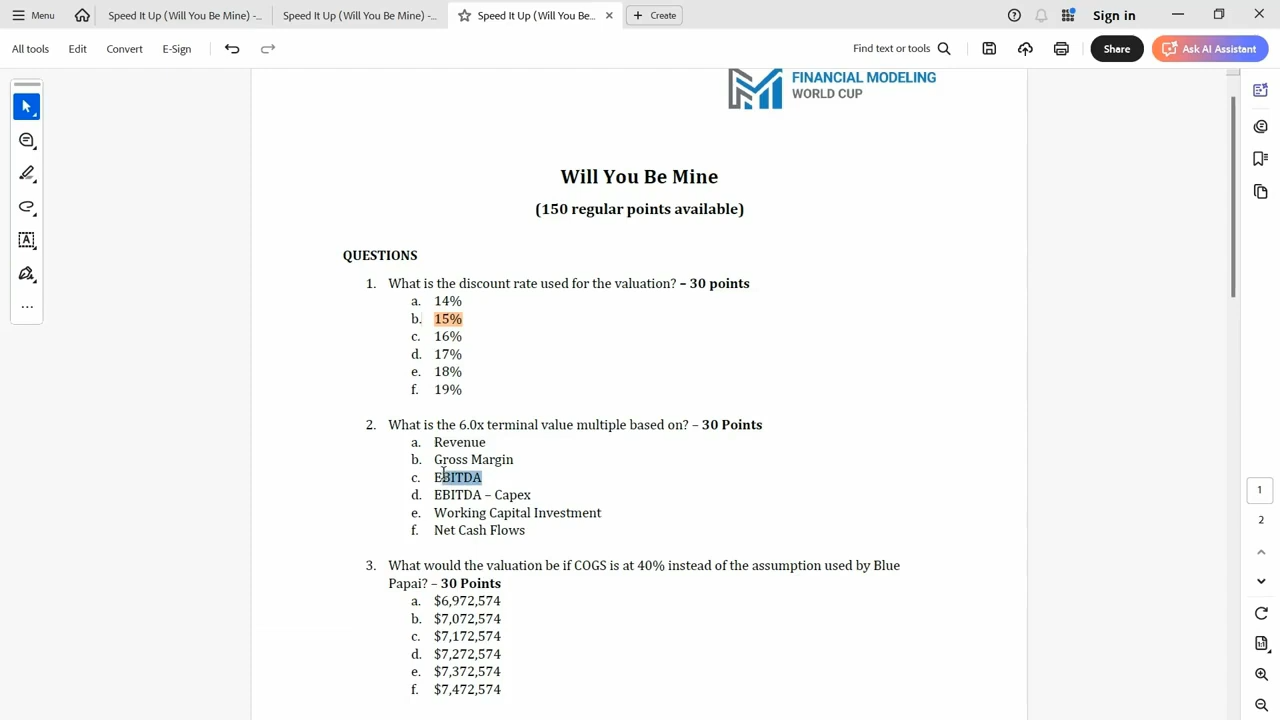 Menu
Speed It Up (Will You Be Mine) -...
Speed It Up (Will You Be Mine) -...
Speed It Up (Will You Be...
Create
Sign in
All tools
Edit
Convert
E-Sign
Find text or tools
Share
Ask AI Assistant
FINANCIAL MODELING
WORLD CUP
Will You Be Mine
(150 regular points available)
QUESTIONS
1. What is the discount rate used for the valuation? – 30 points
a. 14%
b. 15%
c. 16%
d. 17%
e. 18%
f. 19%
2. What is the 6.0x terminal value multiple based on? – 30 Points
a. Revenue
b. Gross Margin
c. EBITDA
d. EBITDA – Capex
e. Working Capital Investment
f. Net Cash Flows
3. What would the valuation be if COGS is at 40% instead of the assumption used by Blue
Papai? – 30 Points
a. $6,972,574
b. $7,072,574
c. $7,172,574
d. $7,272,574
e. $7,372,574
f. $7,472,574
1
2